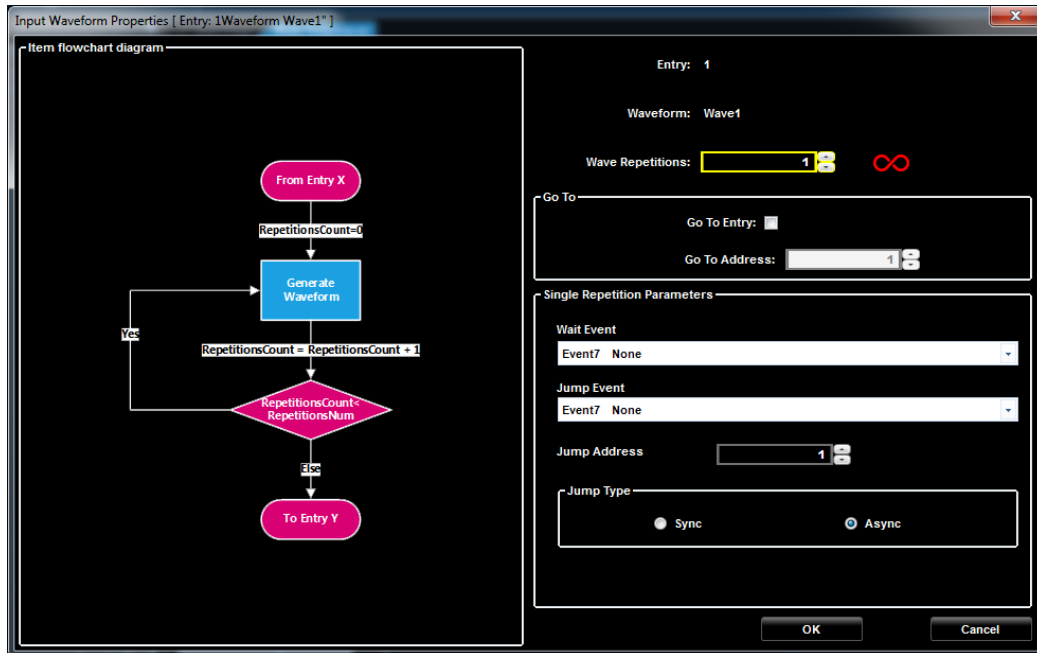 Input Waveform Properties [ Entry: 1Waveform Wave1" ]
x
Item flowchart diagram
From Entry X
RepetitionsCount=0
Generate
Waveform
Yes
RepetitionsCount = RepetitionsCount + 1
RepetitionsCount<
RepetitionsNum
Else
To Entry Y
Entry: 1
Waveform: Wave1
Wave Repetitions: 1
Go To
Go To Entry:
Go To Address: 1
Single Repetition Parameters
Wait Event
Event7 None
Jump Event
Event7 None
Jump Address 1
Jump Type
Sync Async
OK Cancel